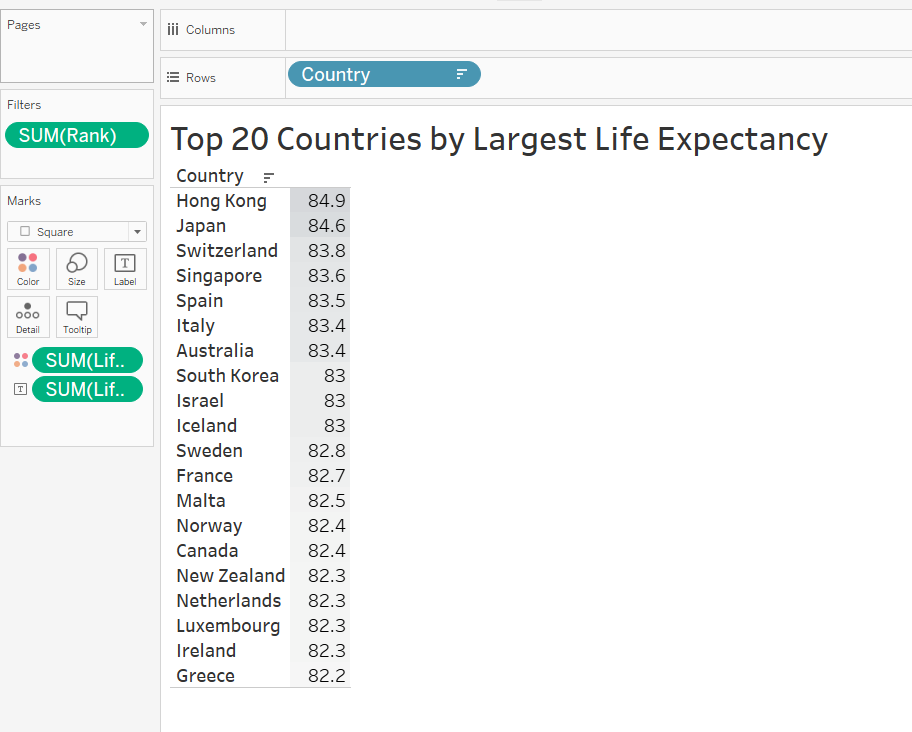 Pages
Columns
Rows
Country
Filters
SUM(Rank)
Marks
Square
Color
Size
T
Label
Detail
Tooltip
SUM(Lif..
T
SUM(Lif..
Top 20 Countries by Largest Life Expectancy
Country
Hong Kong 84.9
Japan 84.6
Switzerland 83.8
Singapore 83.6
Spain 83.5
Italy 83.4
Australia 83.4
South Korea 83
Israel 83
Iceland 83
Sweden 82.8
France 82.7
Malta 82.5
Norway 82.4
Canada 82.4
New Zealand 82.3
Netherlands 82.3
Luxembourg 82.3
Ireland 82.3
Greece 82.2